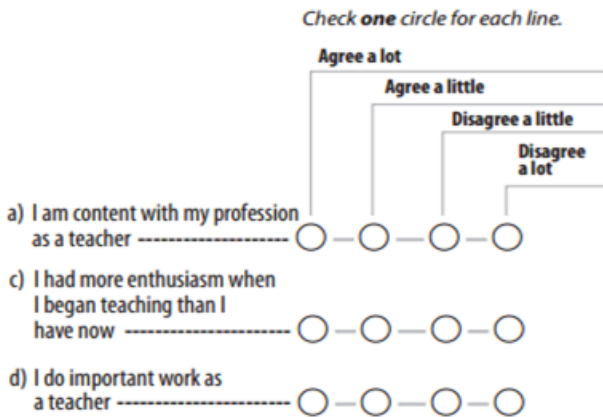 Check one circle for each line.
Agree a lot
Agree a little
Disagree a little
Disagree
a lot
a) I am content with my profession
as a teacher
c) I had more enthusiasm when
I began teaching than I
have now
d) I do important work as
a teacher